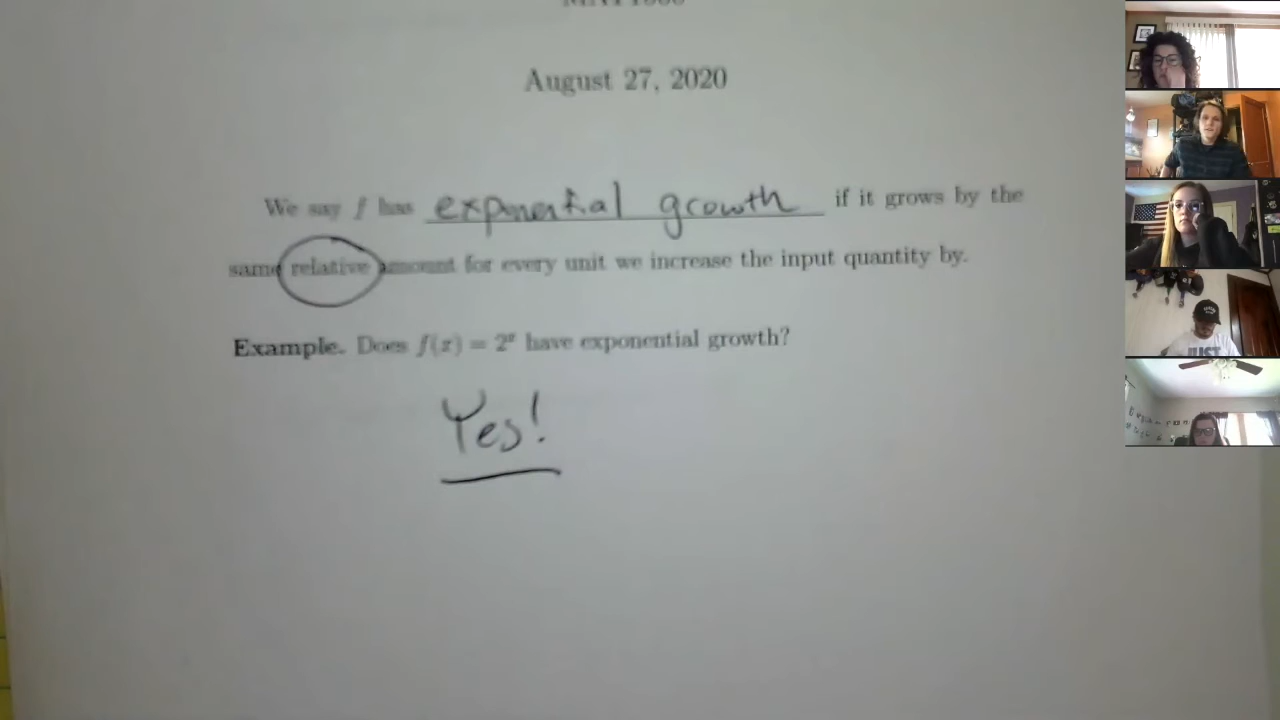 August 27, 2020
We say f has exponential growth if it grows by the
same relative amount for every unit we increase the input quantity by.
Example. Does f(x) = 2ˣ have exponential growth?
Yes!
JUST